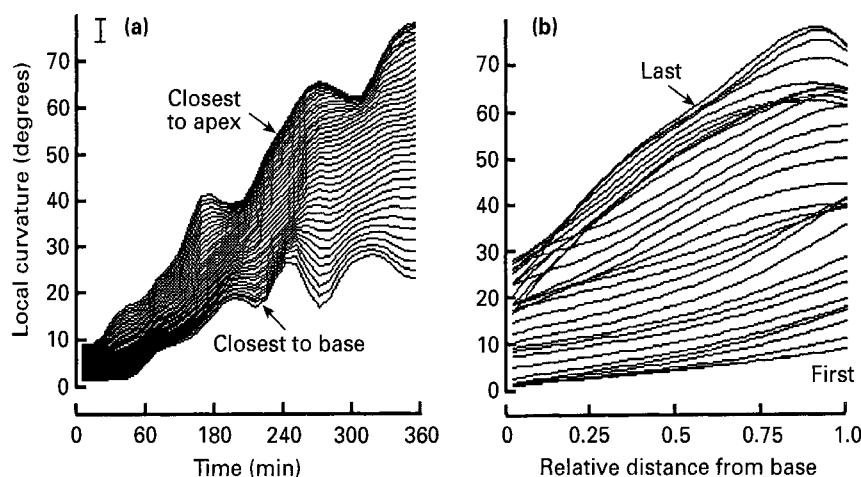 (a)
Local curvature (degrees)
70
60
50
40
30
20
10
0
Closest
to apex
Closest to base
0 60 180 240 300 360
Time (min)
(b)
70
60
50
40
30
20
10
0
Last
First
0 0.25 0.5 0.75 1.0
Relative distance from base